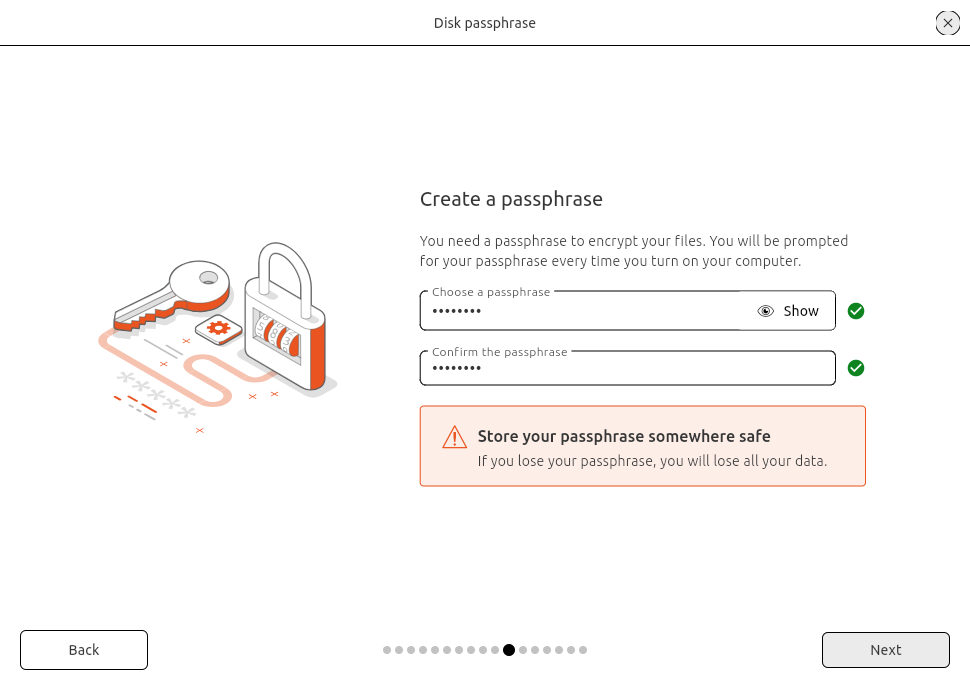 Disk passphrase
Create a passphrase
You need a passphrase to encrypt your files. You will be prompted
for your passphrase every time you turn on your computer.
Choose a passphrase
•••••••• Show
Confirm the passphrase
••••••••
Store your passphrase somewhere safe
If you lose your passphrase, you will lose all your data.
Back
Next